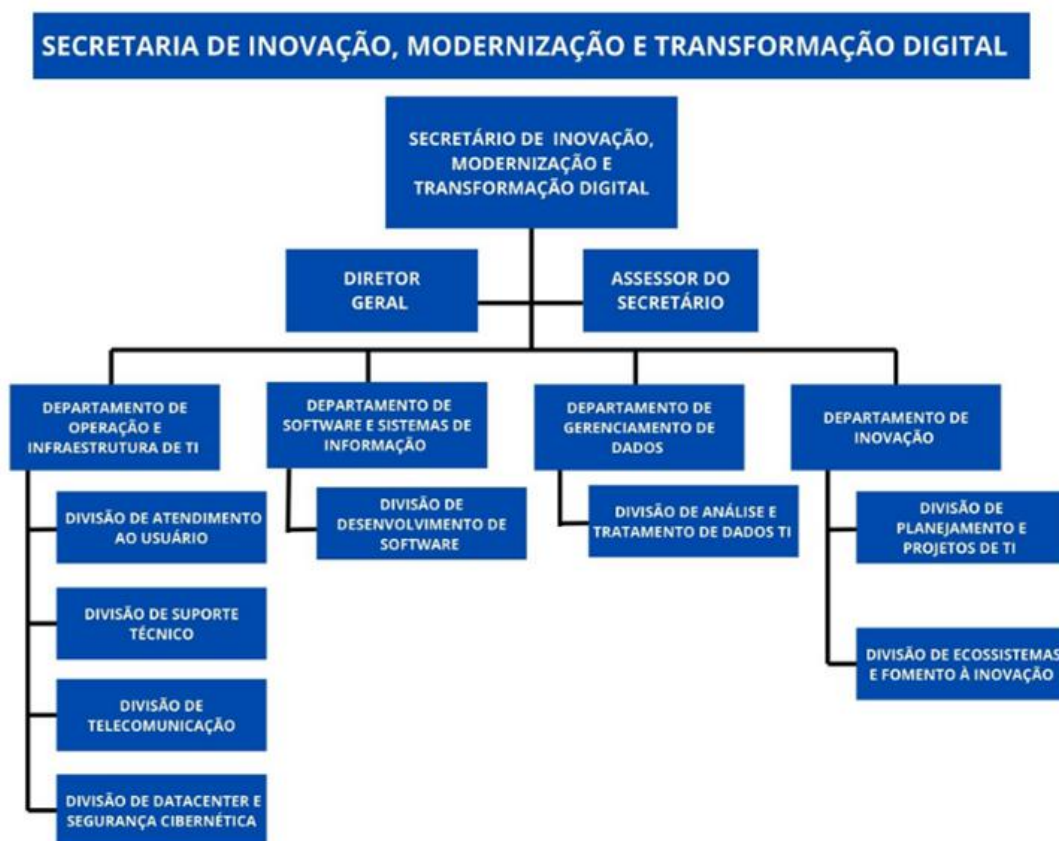 SECRETARIA DE INOVAÇÃO, MODERNIZAÇÃO E TRANSFORMAÇÃO DIGITAL
SECRETÁRIO DE INOVAÇÃO,
MODERNIZAÇÃO E
TRANSFORMAÇÃO DIGITAL
DIRETOR
GERAL
ASSESSOR DO
SECRETÁRIO
DEPARTAMENTO DE
OPERAÇÃO E
INFRAESTRUTURA DE TI
DIVISÃO DE ATENDIMENTO
AO USUÁRIO
DIVISÃO DE SUPORTE
TÉCNICO
DIVISÃO DE
TELECOMUNICAÇÃO
DIVISÃO DE DATACENTER E
SEGURANÇA CIBERNÉTICA
DEPARTAMENTO DE
SOFTWARE E SISTEMAS DE
INFORMAÇÃO
DIVISÃO DE
DESENVOLVIMENTO DE
SOFTWARE
DEPARTAMENTO DE
GERENCIAMENTO DE
DADOS
DIVISÃO DE ANÁLISE E
TRATAMENTO DE DADOS TI
DEPARTAMENTO DE
INOVAÇÃO
DIVISÃO DE
PLANEJAMENTO E
PROJETOS DE TI
DIVISÃO DE ECOSSISTEMAS
E FOMENTO À INOVAÇÃO